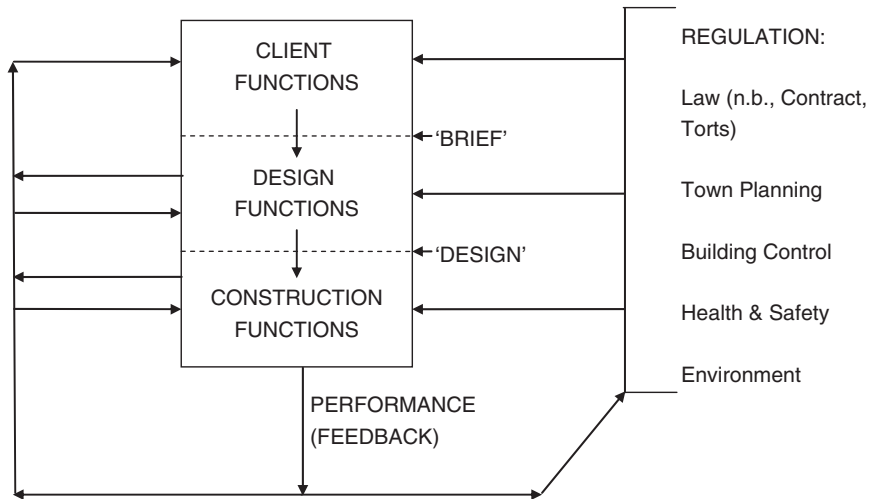 CLIENT
FUNCTIONS
'BRIEF'
DESIGN
FUNCTIONS
'DESIGN'
CONSTRUCTION
FUNCTIONS
PERFORMANCE
(FEEDBACK)
REGULATION:
Law (n.b., Contract,
Torts)
Town Planning
Building Control
Health & Safety
Environment